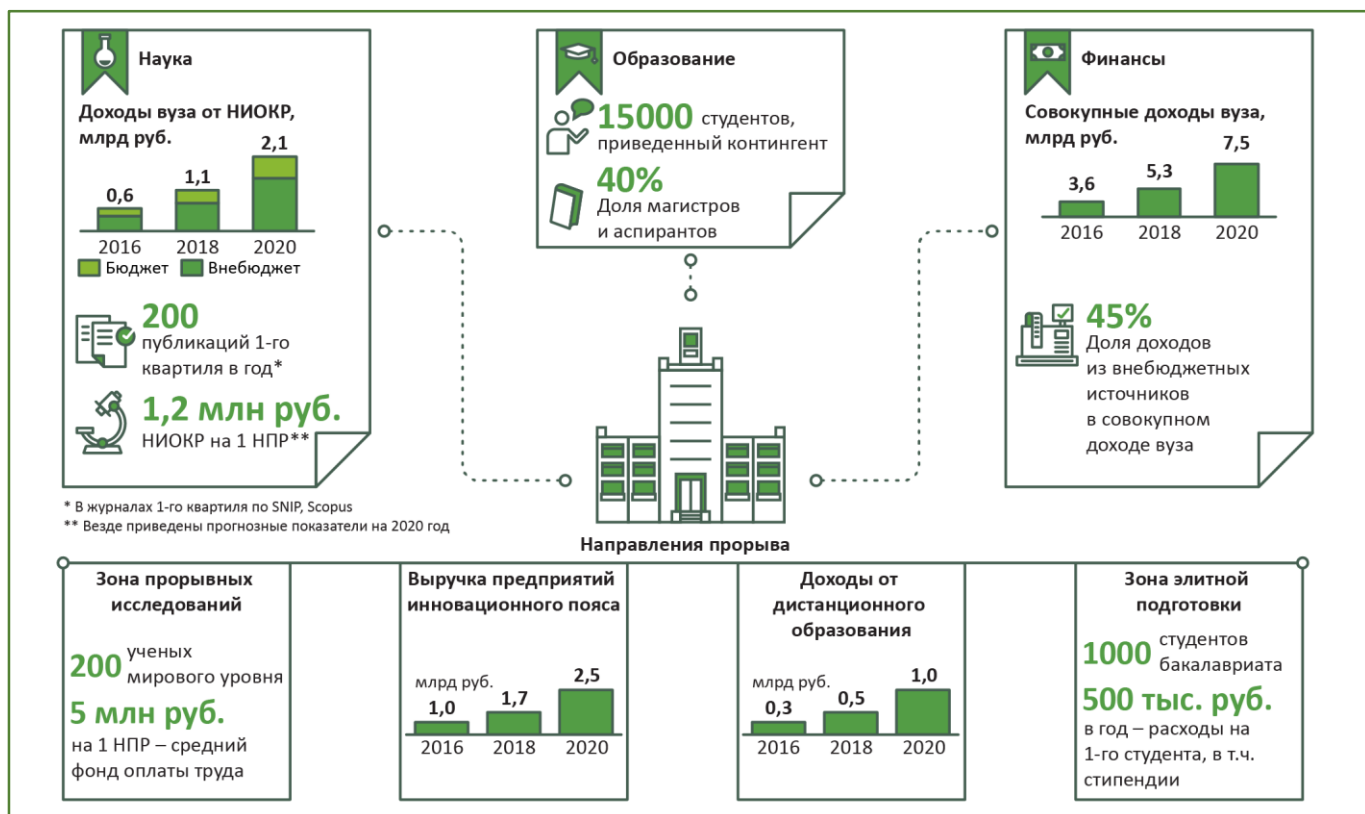 Наука
Доходы вуза от НИОКР,
млрд руб.
0,6
1,1
2,1
2016
2018
2020
Бюджет
Внебюджет
200
публикаций 1-го
квартиля в год*
1,2 млн руб.
НИОКР на 1 НПР**
* В журналах 1-го квартиля по SNIP, Scopus
** Везде приведены прогнозные показатели на 2020 год
Образование
15000 студентов,
приведенный контингент
40%
Доля магистров
и аспирантов
Финансы
Совокупные доходы вуза,
млрд руб.
3,6
5,3
7,5
2016
2018
2020
45%
Доля доходов
из внебюджетных
источников
в совокупном
доходе вуза
Направления прорыва
Зона прорывных
исследований
200 ученых
мирового уровня
5 млн руб.
на 1 НПР – средний
фонд оплаты труда
Выручка предприятий
инновационного пояса
млрд руб.
1,0
1,7
2,5
2016
2018
2020
Доходы от
дистанционного
образования
млрд руб.
0,3
0,5
1,0
2016
2018
2020
Зона элитной
подготовки
1000 студентов
бакалавриата
500 тыс. руб.
в год – расходы на
1-го студента, в т.ч.
стипендии